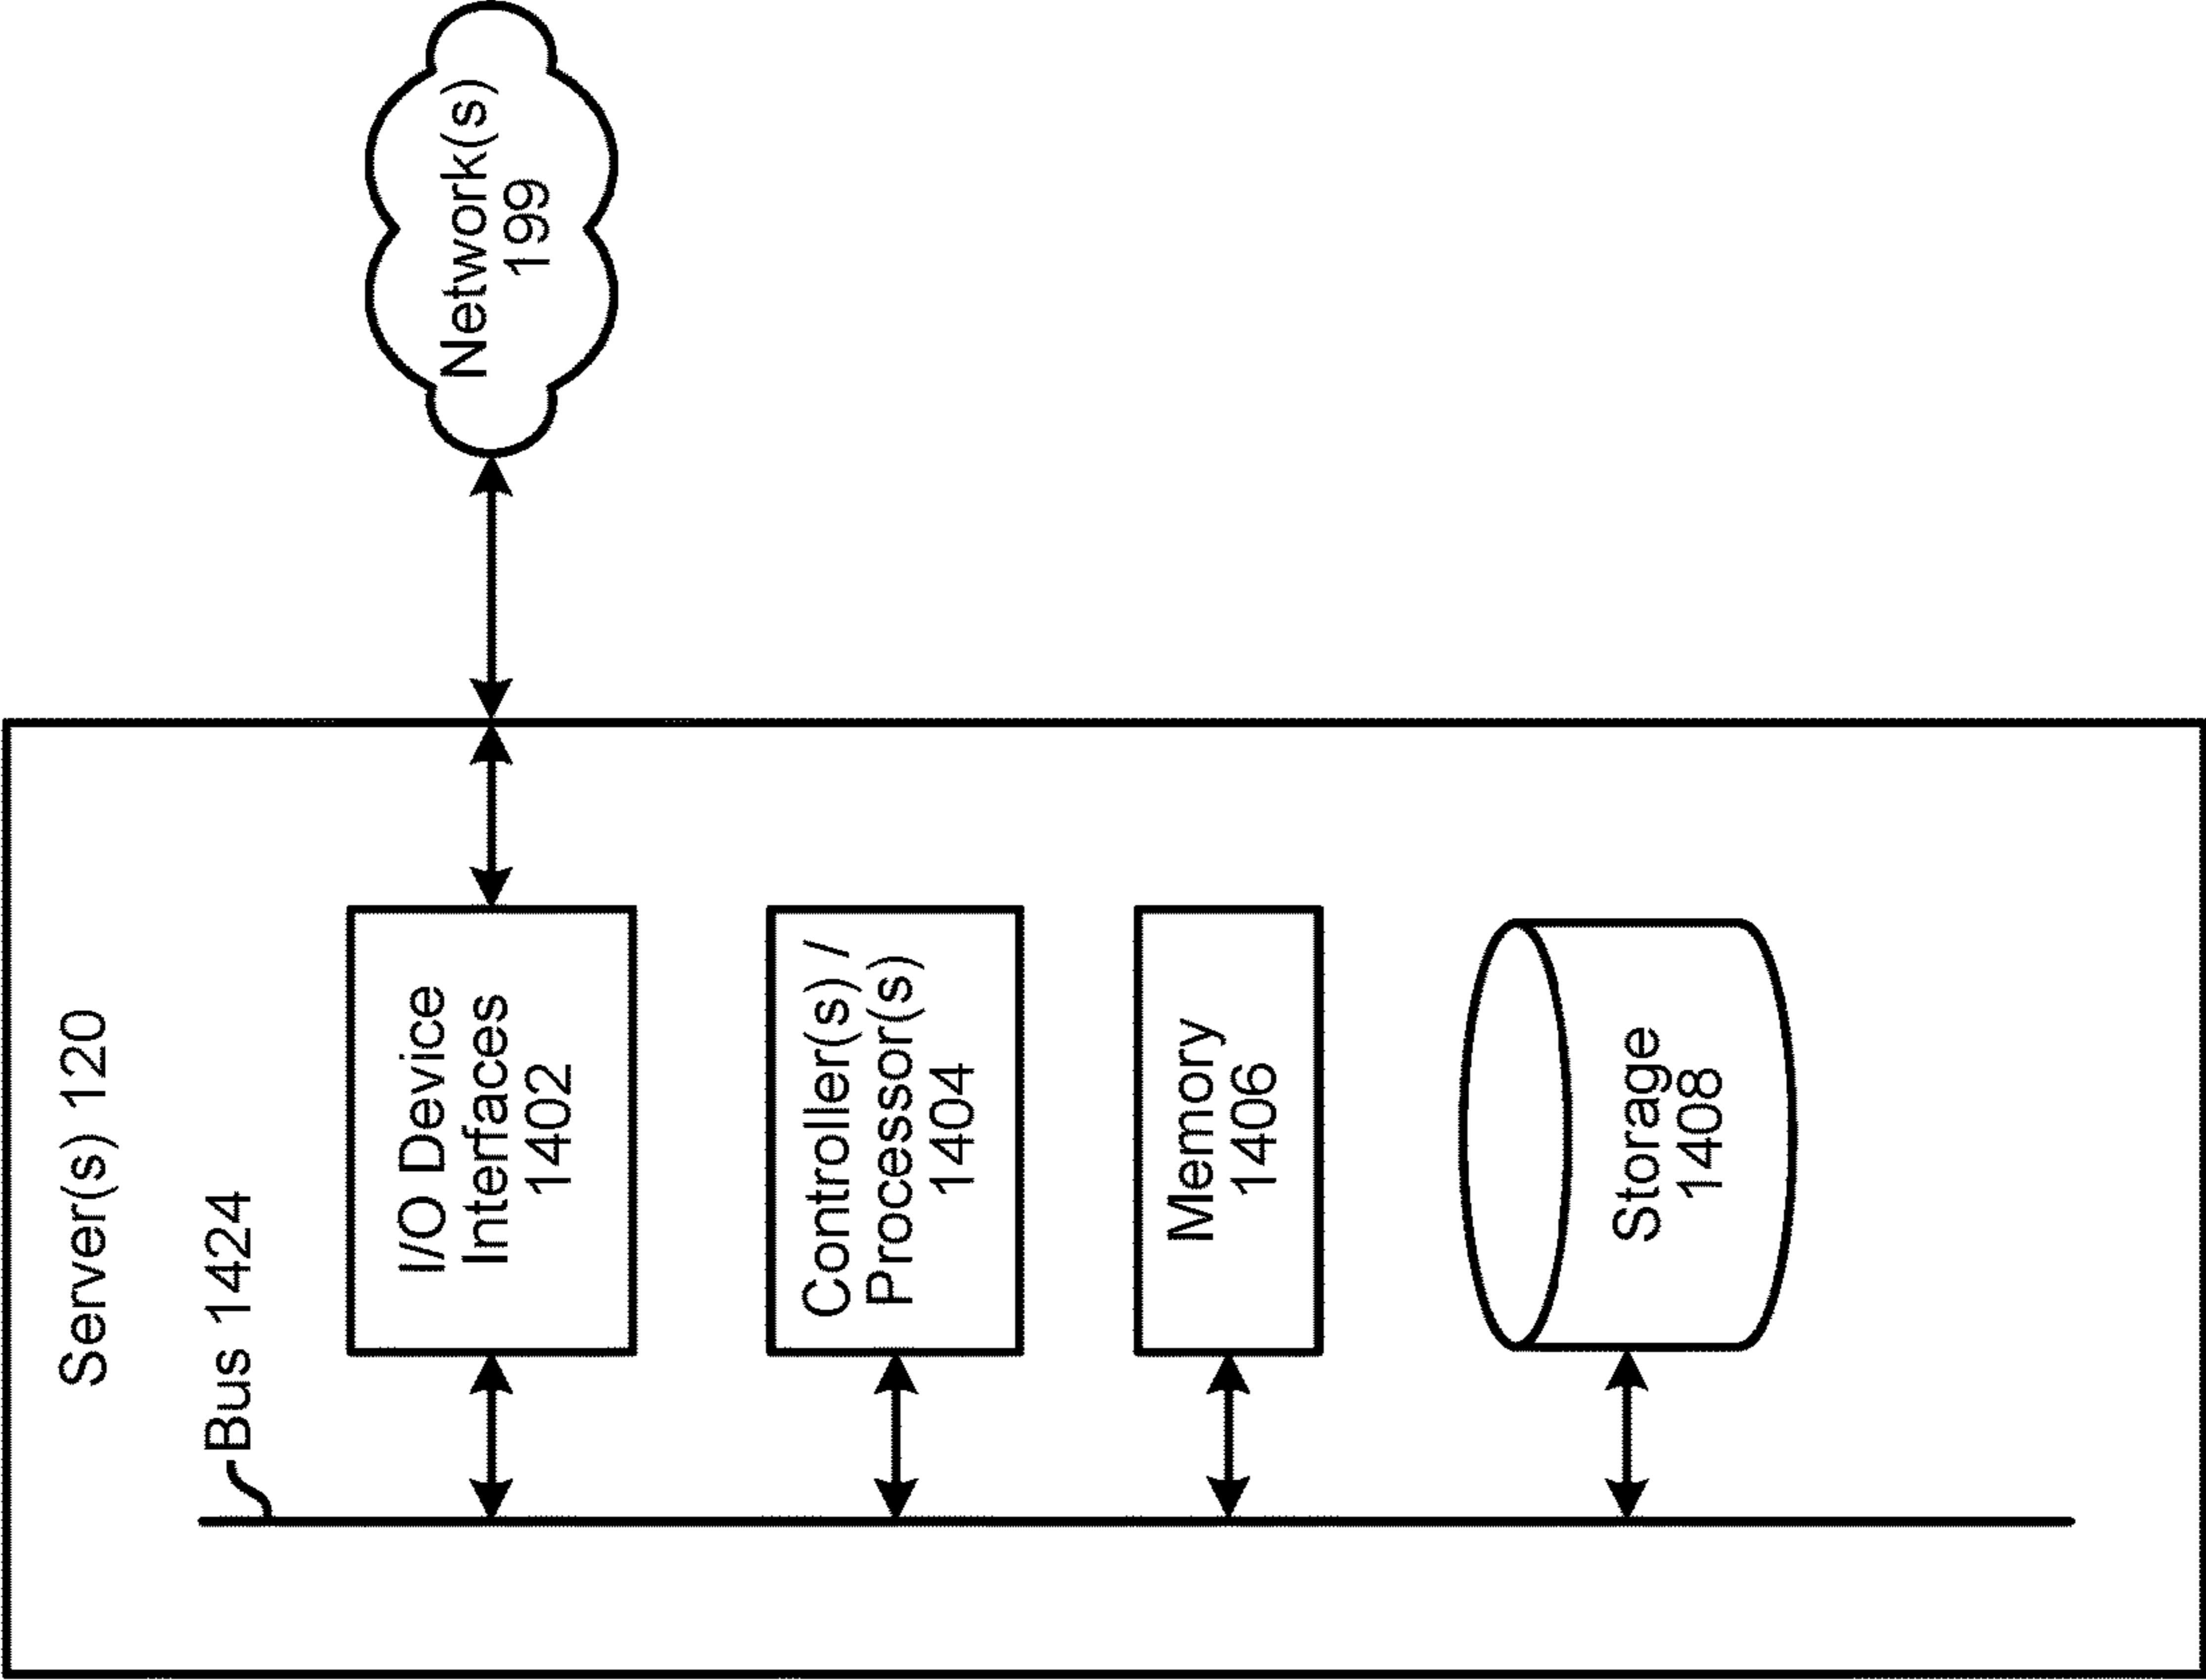 Server(s) 120
Bus 1424
I/O Device
Interfaces
1402
Network(s)
199
Controller(s) /
Processor(s)
1404
Memory
1406
Storage
1408